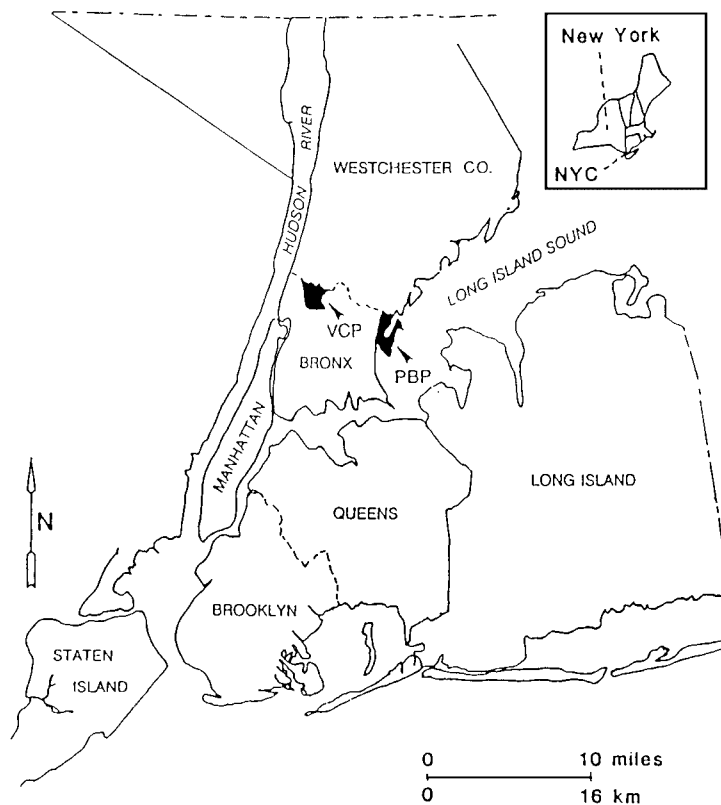 New York
NYC
HUDSON RIVER
WESTCHESTER CO.
LONG ISLAND SOUND
VCP
BRONX
PBP
MANHATTAN
LONG ISLAND
QUEENS
N
BROOKLYN
STATEN
ISLAND
0 10 miles
0 16 km